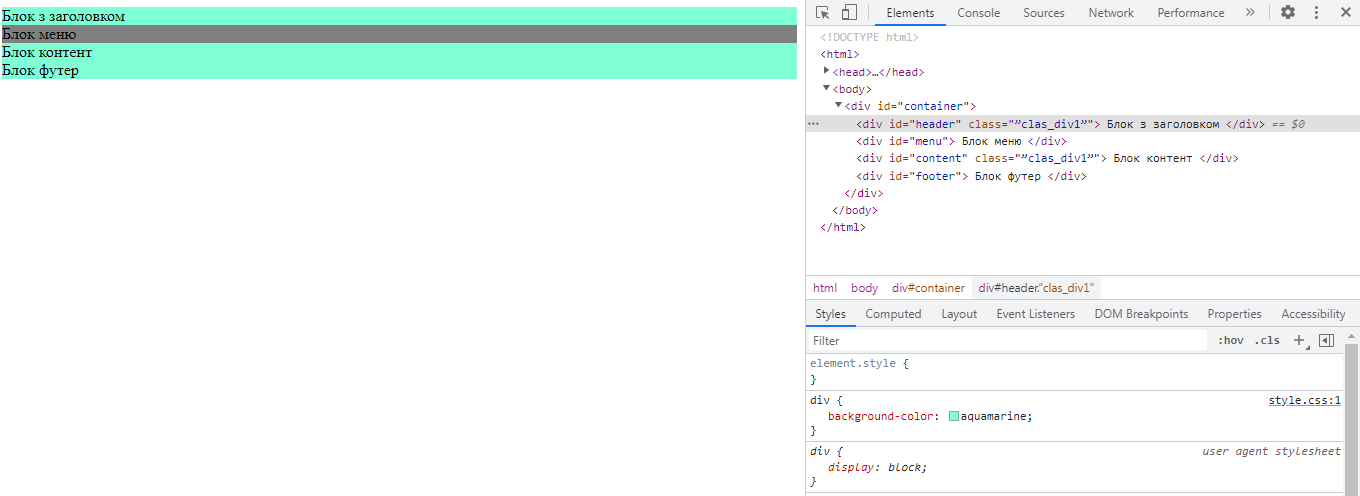 Блок з заголовком
Блок меню
Блок контент
Блок футер
Elements Console Sources Network Performance »
<!DOCTYPE html>
<html>
<head>…</head>
<body>
<div id="container">
<div id="header" class="”clas_div1”"> Блок з заголовком </div> == $0
<div id="menu"> Блок меню </div>
<div id="content" class="”clas_div1”"> Блок контент </div>
<div id="footer"> Блок футер </div>
</div>
</body>
</html>
html body div#container div#header.”clas_div1”
Styles Computed Layout Event Listeners DOM Breakpoints Properties Accessibility
Filter :hov .cls +
element.style {
}
div { style.css:1
background-color: aquamarine;
}
div { user agent stylesheet
display: block;
}